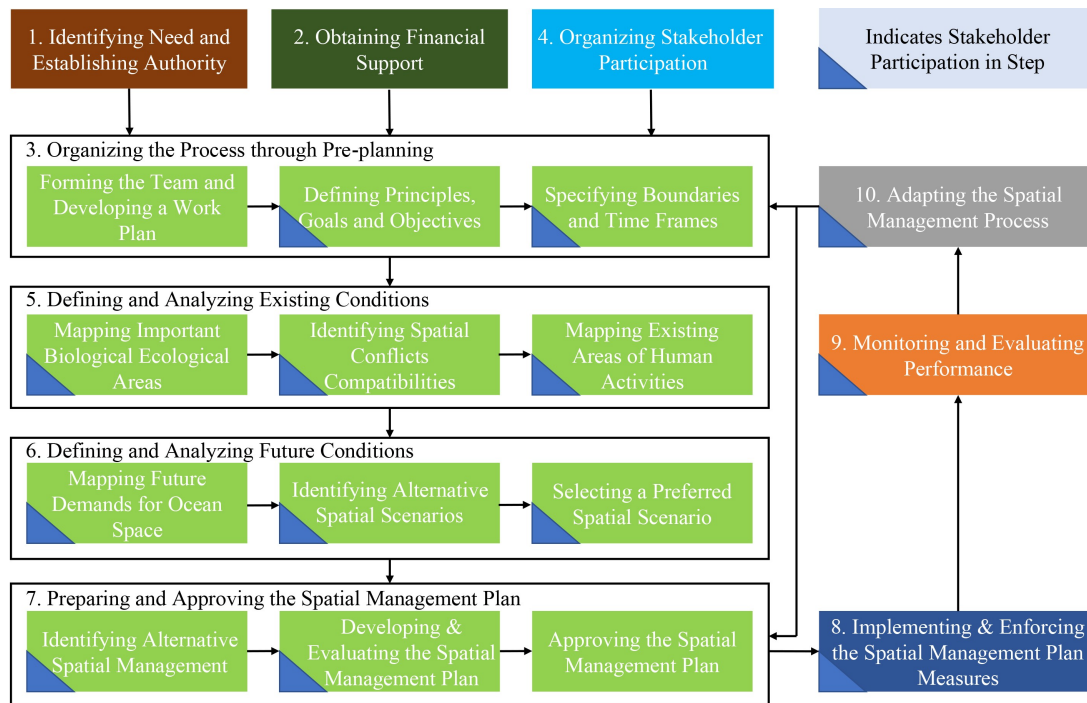 1. Identifying Need and
Establishing Authority
2. Obtaining Financial
Support
4. Organizing Stakeholder
Participation
Indicates Stakeholder
Participation in Step
3. Organizing the Process through Pre-planning
Forming the Team and
Developing a Work
Plan
Defining Principles,
Goals and Objectives
Specifying Boundaries
and Time Frames
10. Adapting the Spatial
Management Process
5. Defining and Analyzing Existing Conditions
Mapping Important
Biological Ecological
Areas
Identifying Spatial
Conflicts
Compatibilities
Mapping Existing
Areas of Human
Activities
9. Monitoring and Evaluating
Performance
6. Defining and Analyzing Future Conditions
Mapping Future
Demands for Ocean
Space
Identifying Alternative
Spatial Scenarios
Selecting a Preferred
Spatial Scenario
7. Preparing and Approving the Spatial Management Plan
Identifying Alternative
Spatial Management
Developing &
Evaluating the Spatial
Management Plan
Approving the Spatial
Management Plan
8. Implementing & Enforcing
the Spatial Management Plan
Measures